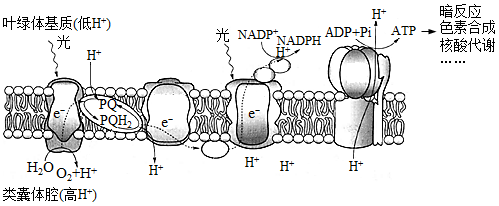 叶绿体基质(低H⁺)
光
H⁺
光
NADP⁺
H⁺
NADPH
ADP+Pi
H⁺
ATP
暗反应
色素合成
核酸代谢
……
e⁻
PQ
PQH₂
e⁻
e⁻
H₂O
O₂+H⁺
H⁺
H⁺
H⁺
H⁺
类囊体腔(高H⁺)